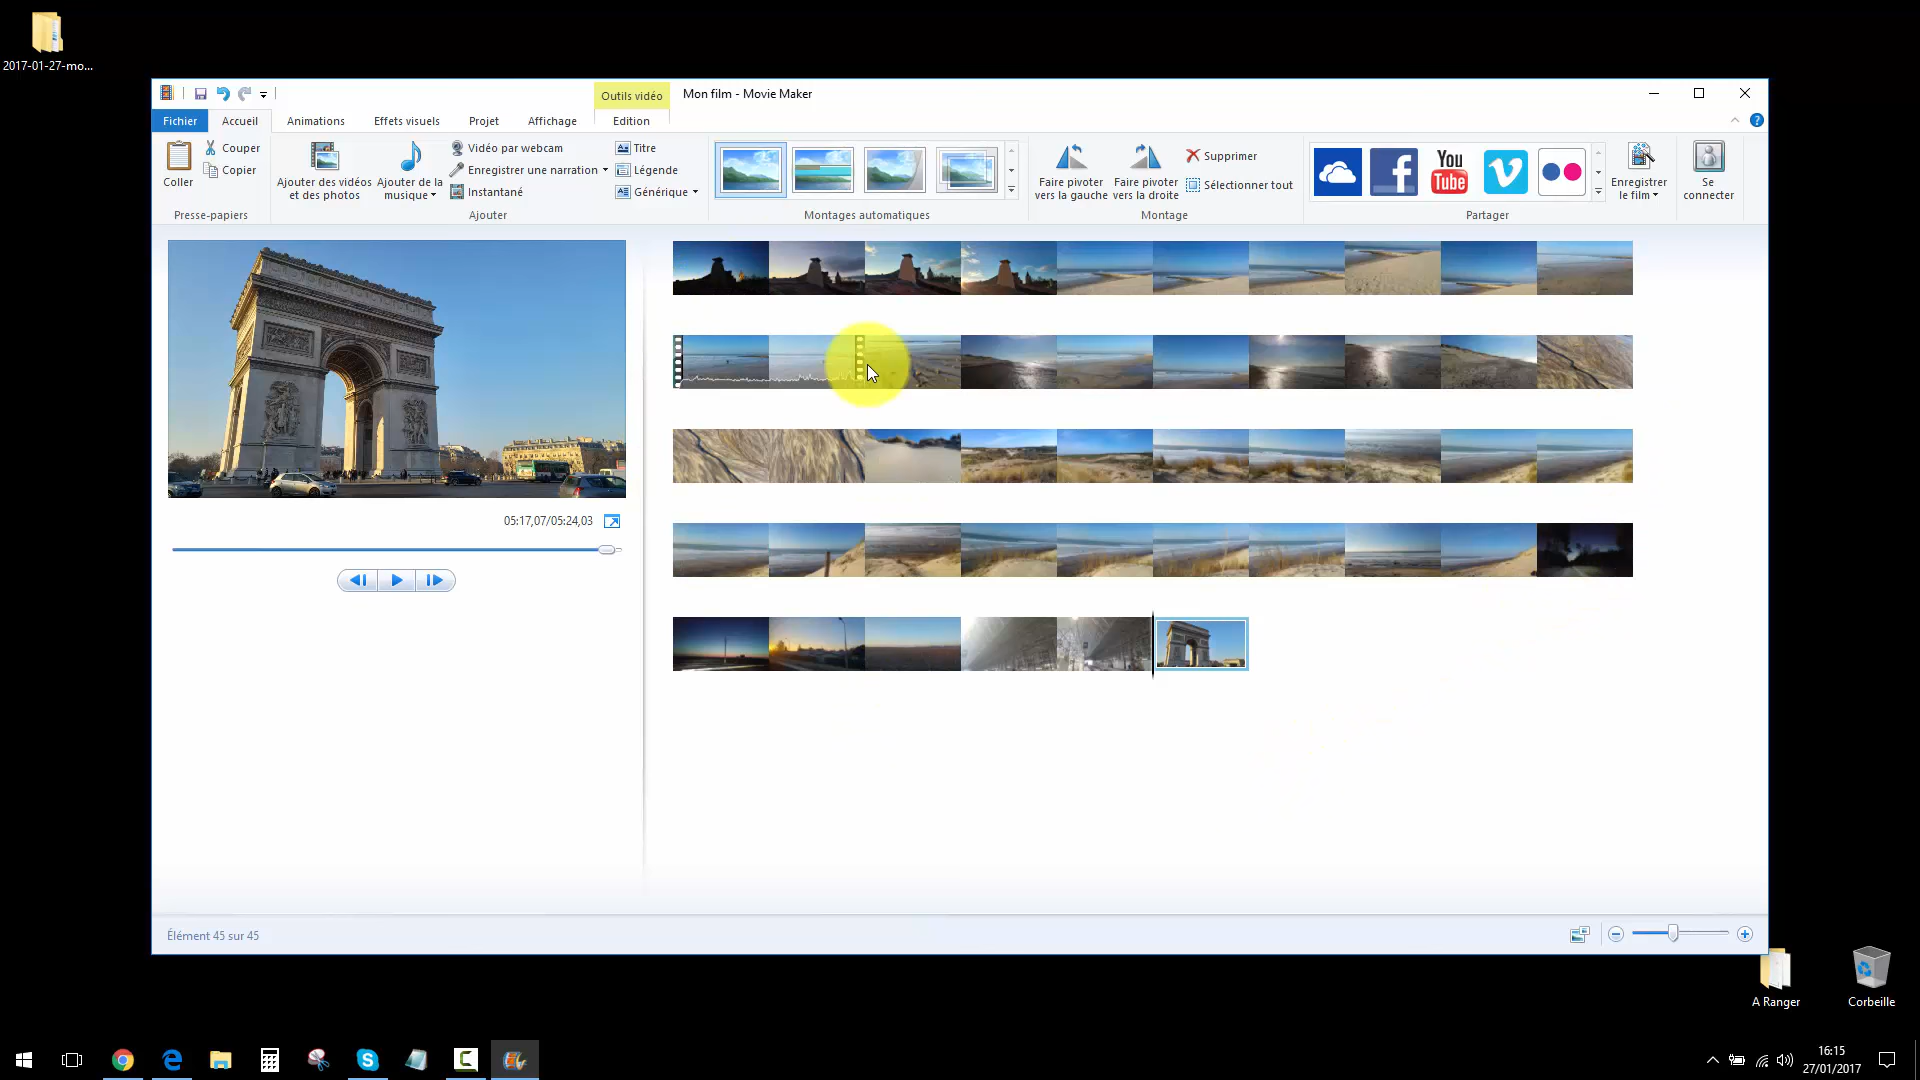 2017-01-27-mo...
Outils vidéo
Mon film - Movie Maker
Fichier
Accueil
Animations
Effets visuels
Projet
Affichage
Edition
Coller
Couper
Copier
Presse-papiers
Ajouter des vidéos
et des photos
Ajouter de la
musique
Vidéo par webcam
Enregistrer une narration
Instantané
Titre
Légende
Générique
Ajouter
Montages automatiques
Faire pivoter
vers la gauche
Faire pivoter
vers la droite
Supprimer
Sélectionner tout
Montage
You
Tube
Partager
Enregistrer
le film
Se
connecter
05:17,07/05:24,03
Élément 45 sur 45
A Ranger
Corbeille
16:15
27/01/2017